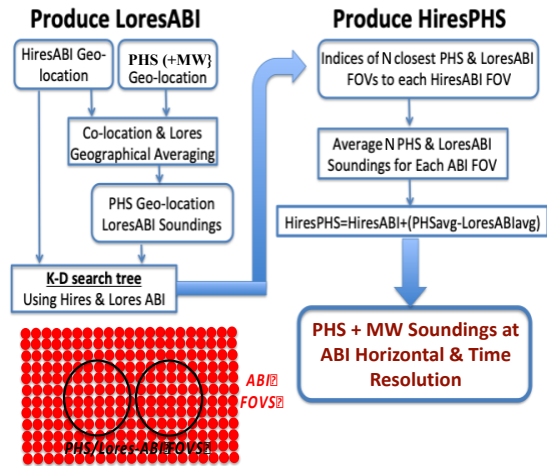 Produce LoresABI
HiresABI Geo-
location
PHS (+MW}
Geo-location
Co-location & Lores
Geographical Averaging
PHS Geo-location
LoresABI Soundings
K-D search tree
Using Hires & Lores ABI
ABI
FOVS
PHS/Lores-ABI FOVS
Produce HiresPHS
Indices of N closest PHS & LoresABI
FOVs to each HiresABI FOV
Average N PHS & LoresABI
Soundings for Each ABI FOV
HiresPHS=HiresABI+(PHSavg-LoresABIavg)
PHS + MW Soundings at
ABI Horizontal & Time
Resolution